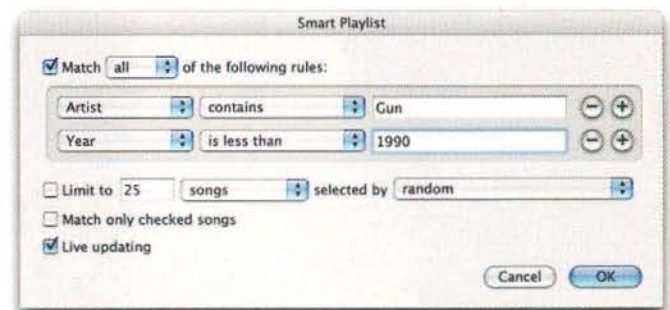 Smart Playlist
Match all of the following rules:
Artist contains Gun
Year is less than 1990
Limit to 25 songs selected by random
Match only checked songs
Live updating
Cancel OK